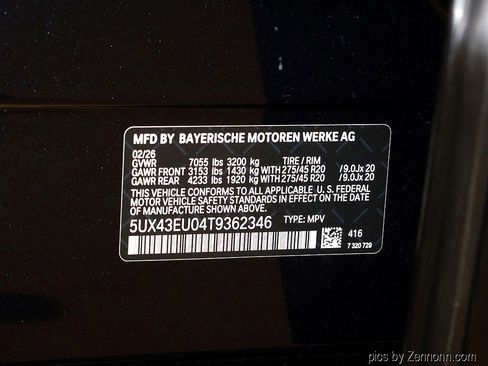 MFD BY BAYERISCHE MOTOREN WERKE AG
02/26
GVWR 7055 lbs 3200 kg TIRE / RIM
GAWR FRONT 3153 lbs 1430 kg WITH 275/45 R20 /9.0Jx 20
GAWR REAR 4233 lbs 1920 kg WITH 275/45 R20 /9.0Jx 20
THIS VEHICLE CONFORMS TO ALL APPLICABLE U. S. FEDERAL
MOTOR VEHICLE SAFETY STANDARDS IN EFFECT ON THE DATE
OF MANUFACTURE SHOWN ABOVE.
5UX43EU04T9362346 TYPE: MPV
416
7 320 729
pics by Zennonn.com